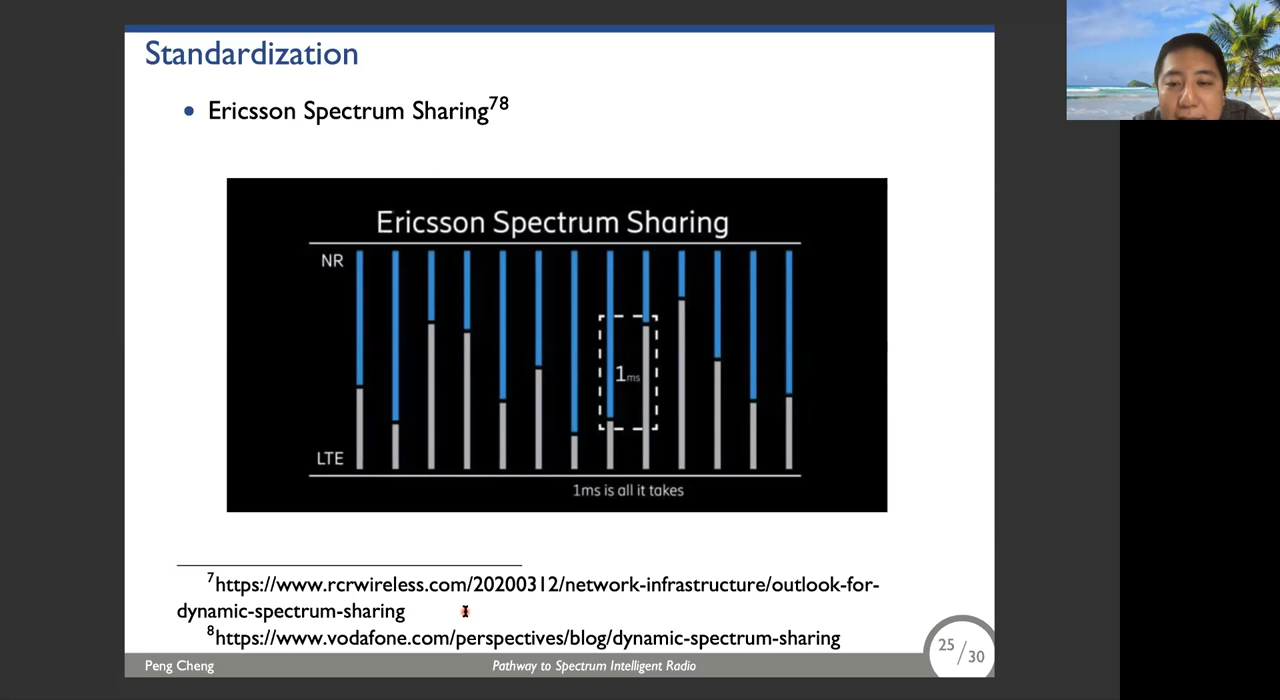 Standardization
• Ericsson Spectrum Sharing78
Ericsson Spectrum Sharing
NR
1ms
LTE
1ms is all it takes
7https://www.rcrwireless.com/20200312/network-infrastructure/outlook-for-
dynamic-spectrum-sharing
8https://www.vodafone.com/perspectives/blog/dynamic-spectrum-sharing
Peng Cheng
Pathway to Spectrum Intelligent Radio
25/30